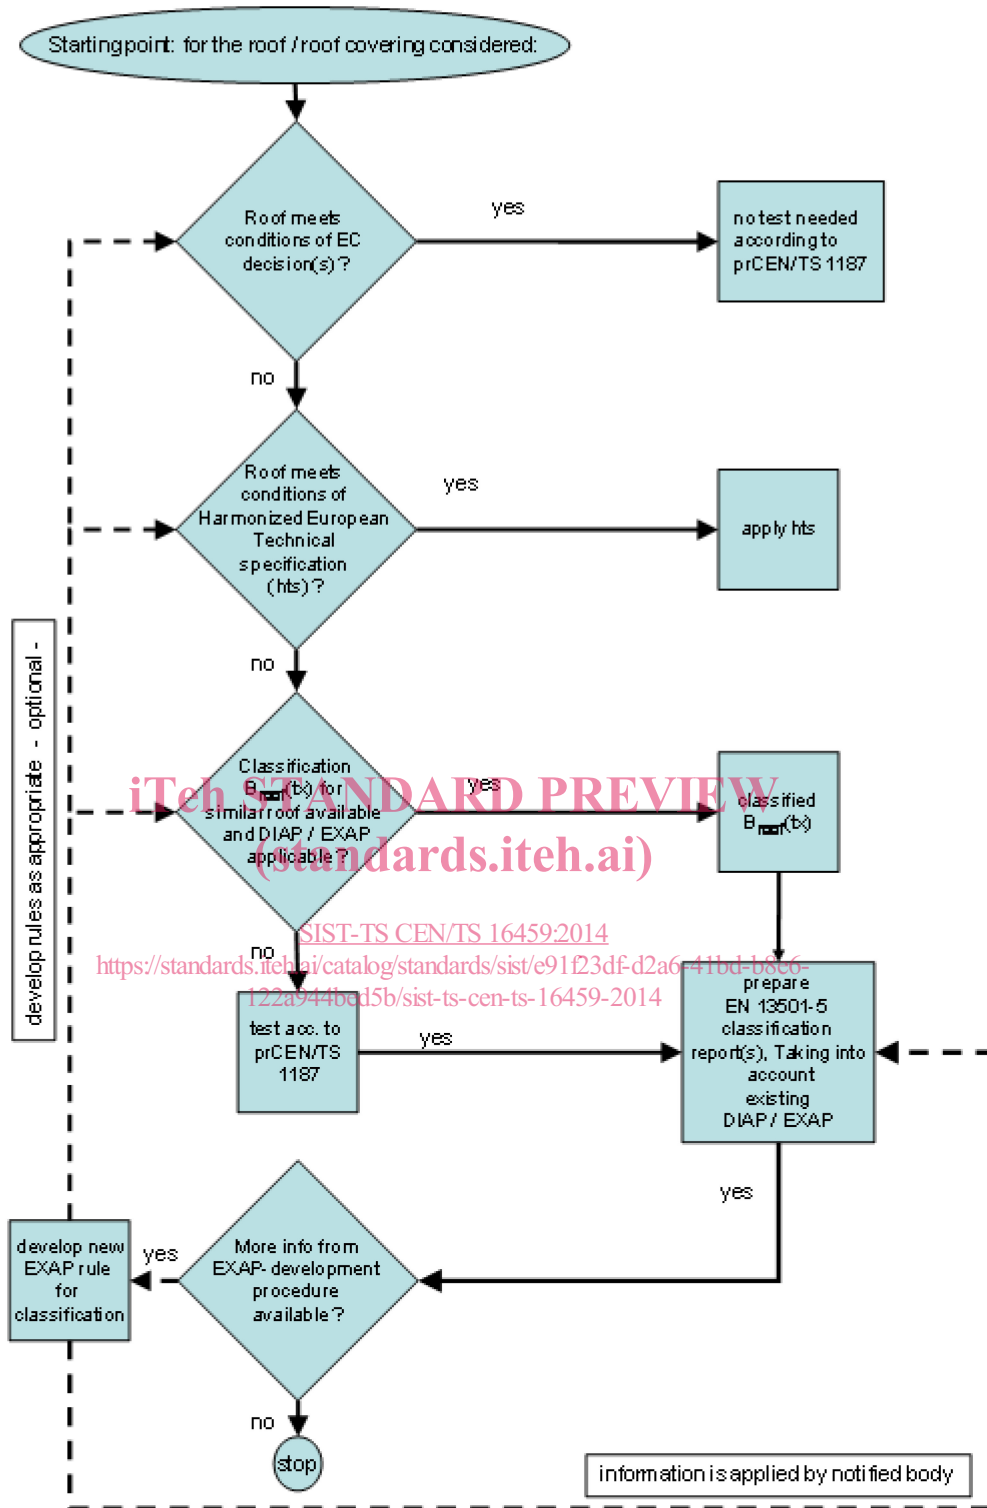 Starting point: for the roof / roof covering considered:
Roof meets
conditions of EC
decision(s) ?
yes
no test needed
according to
prCEN/TS 1187
no
Roof meets
conditions of
Harmonized European
Technical
specification
(hts) ?
yes
apply hts
no
develop rules as appropriate - optional -
Classification
Broof(tx) for
similar roof available
and DIAP / EXAP
applicable ?
yes
classified
Broof(tx)
iTeh STANDARD PREVIEW
(standards.iteh.ai)
SIST-TS CEN/TS 16459:2014
https://standards.iteh.ai/catalog/standards/sist/e91f23df-d2a6-41bd-b8e6-
122a944bed5b/sist-ts-cen-ts-16459-2014
no
test acc. to
prCEN/TS
1187
yes
prepare
EN 13501-5
classification
report(s), Taking into
account
existing
DIAP / EXAP
yes
develop new
EXAP rule
for
classification
yes
More info from
EXAP- development
procedure
available ?
no
stop
information is applied by notified body